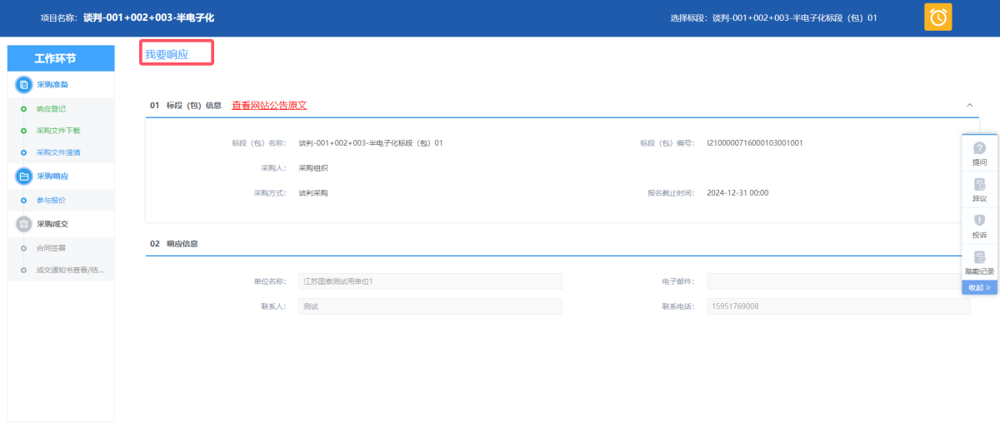 项目名称: 谈判-001+002+003-半电子化
选择标段: 谈判-001+002+003-半电子化标段（包）01
工作环节
采购准备
响应登记
采购文件下载
采购文件澄清
采购响应
参与报价
采购成交
合同签署
成交通知书查看/结...
我要响应
01 标段（包）信息 查看网站公告原文
标段（包）名称: 谈判-001+002+003-半电子化标段（包）01
标段（包）编号: I2100000716000103001001
采购人: 采购组织
采购方式: 谈判采购
报名截止时间: 2024-12-31 00:00
02 响应信息
单位名称: 江苏国泰测试用单位1
电子邮件:
联系人: 测试
联系电话: 15951769008
提问
异议
投诉
踏勘记录
收起 »